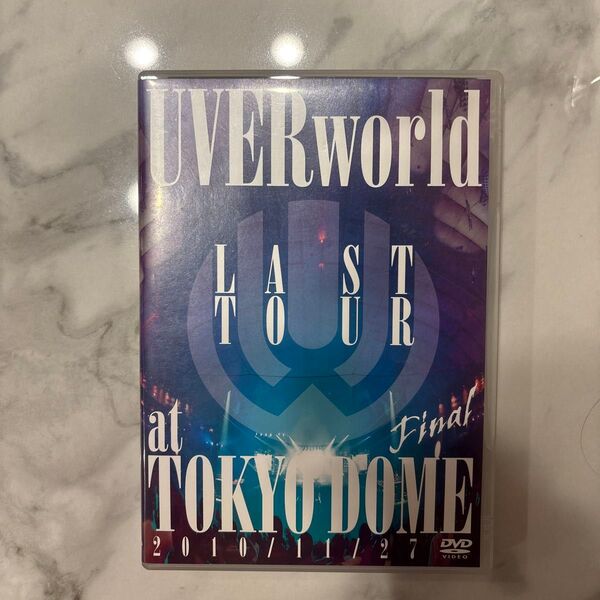 UVERworld
LAST
TOUR
Final
at
TOKYO DOME
2010/11/27
DVD
VIDEO